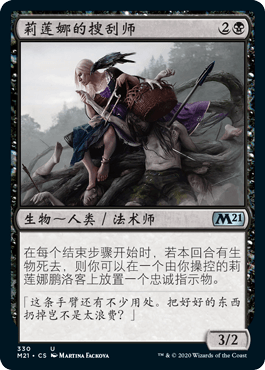 莉莲娜的搜刮师 2
生物～人类／法术师 M21
在每个结束步骤开始时，若本回合有生
物死去，则你可以在一个由你操控的莉
莲娜鹏洛客上放置一个忠诚指示物。
「这条手臂还有不少用处。把好好的东西
扔掉岂不是太浪费？」
3/2
330 U
M21 • CS MARTINA FAČKOVÁ ™ & © 2020 Wizards of the Coast